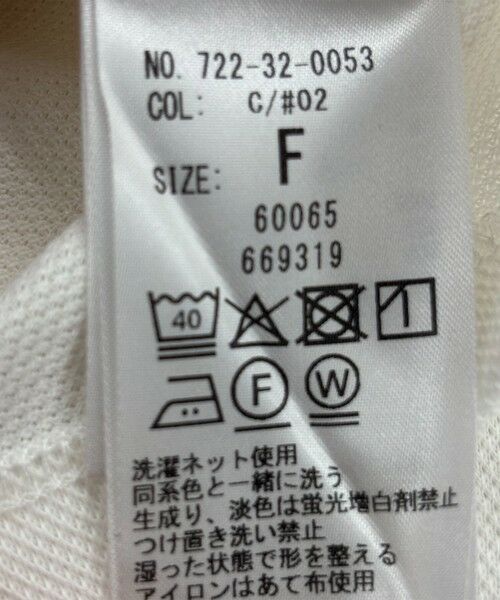 NO. 722-32-0053
COL: C/#02
SIZE: F
60065
669319
40
F W
洗濯ネット使用
同系色と一緒に洗う
生成り、淡色は蛍光増白剤禁止
つけ置き洗い禁止
湿った状態で形を整える
アイロンはあて布使用